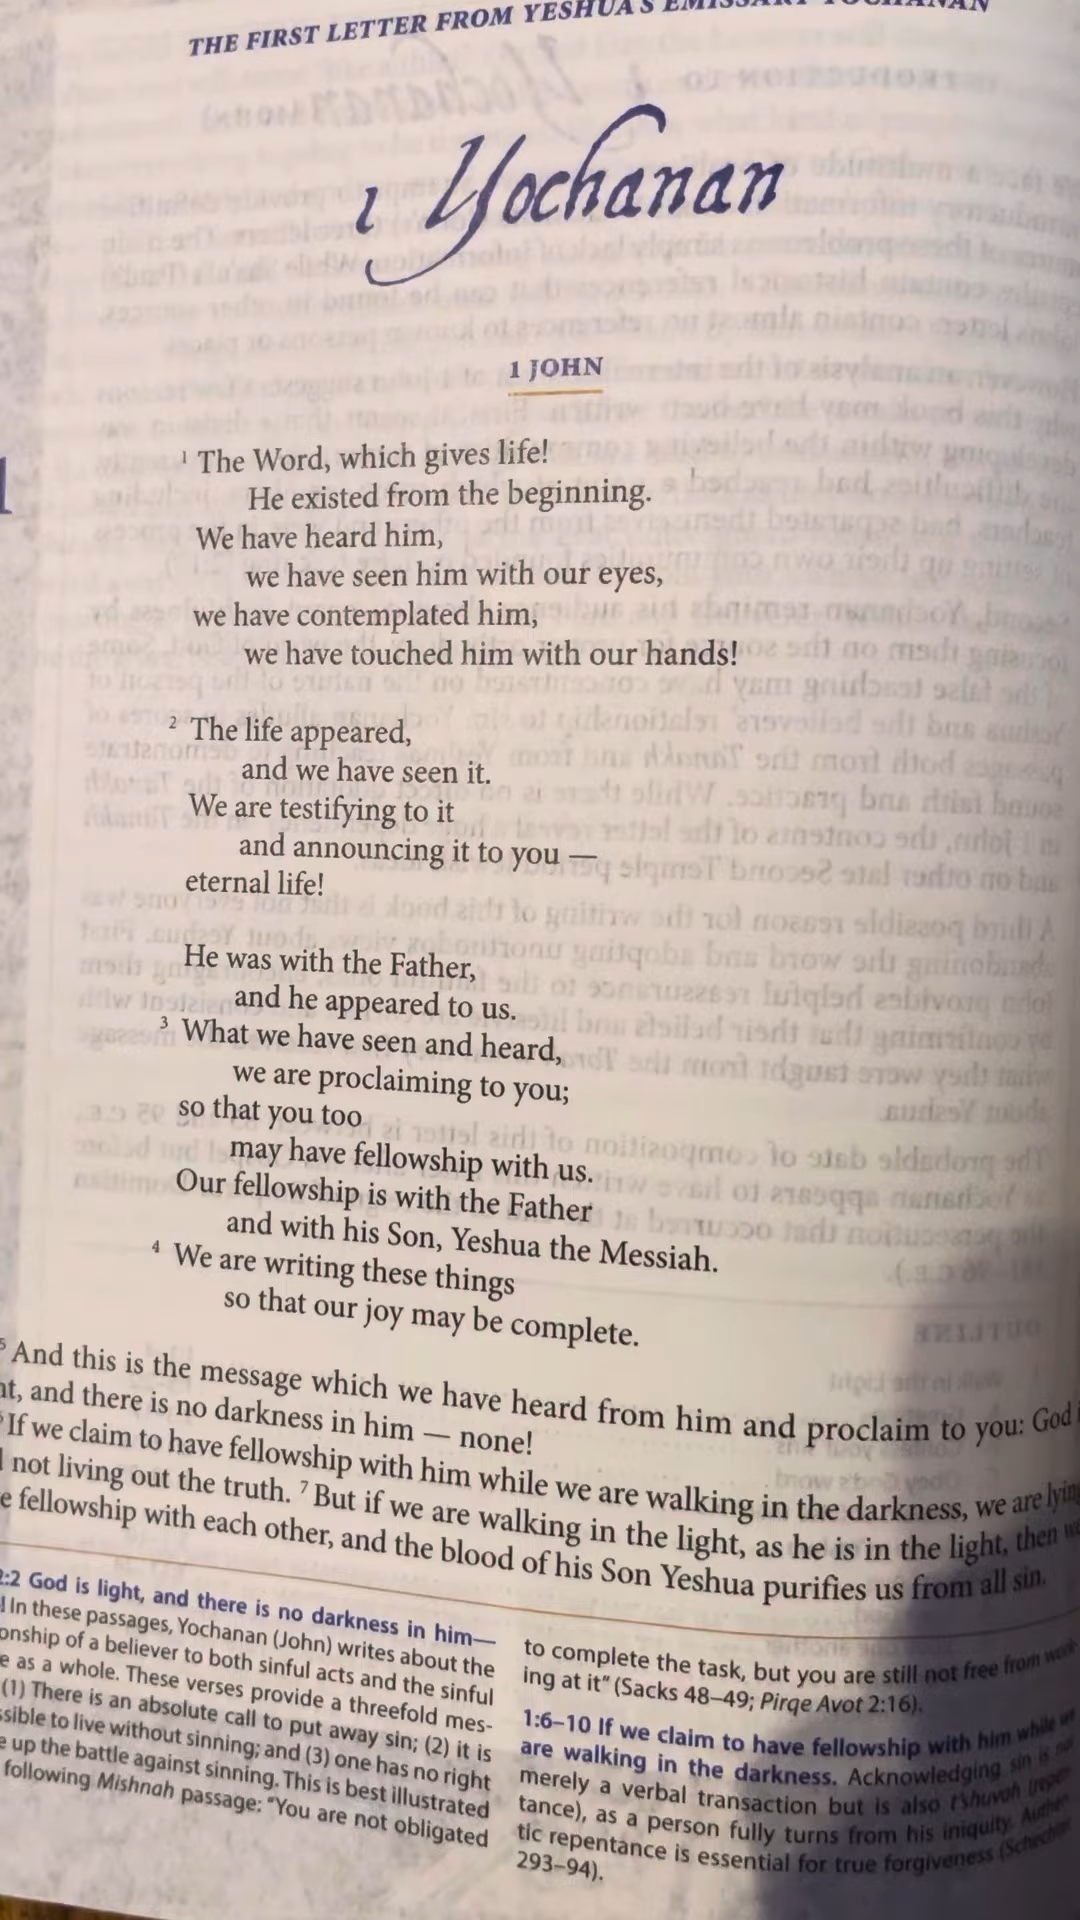 THE FIRST LETTER FROM YESHUA'S EMISSARY YOCHANAN
1 Yochanan
1 JOHN
1
1 The Word, which gives life!
He existed from the beginning.
We have heard him,
we have seen him with our eyes,
we have contemplated him,
we have touched him with our hands!
2 The life appeared,
and we have seen it.
We are testifying to it
and announcing it to you —
eternal life!
He was with the Father,
and he appeared to us.
3 What we have seen and heard,
we are proclaiming to you;
so that you too
may have fellowship with us.
Our fellowship is with the Father
and with his Son, Yeshua the Messiah.
4 We are writing these things
so that our joy may be complete.
5 And this is the message which we have heard from him and proclaim to you: God
and there is no darkness in him — none!
If we claim to have fellowship with him while we are walking in the darkness, we are lying
not living out the truth. 7 But if we are walking in the light, as he is in the light, then
fellowship with each other, and the blood of his Son Yeshua purifies us from all sin.
2:2 God is light, and there is no darkness in him—
In these passages, Yochanan (John) writes about the
of a believer to both sinful acts and the sinful
as a whole. These verses provide a threefold mes-
(1) There is an absolute call to put away sin; (2) it is
to live without sinning; and (3) one has no right
up the battle against sinning. This is best illustrated
following Mishnah passage: "You are not obligated
to complete the task, but you are still not free from work-
ing at it" (Sacks 48–49; Pirqe Avot 2:16).
1:6–10 If we claim to have fellowship with him while we
are walking in the darkness. Acknowledging sin is not
merely a verbal transaction but is also t'shuvah (repen-
tance), as a person fully turns from his iniquity. Authen-
tic repentance is essential for true forgiveness (Schechter
293–94).